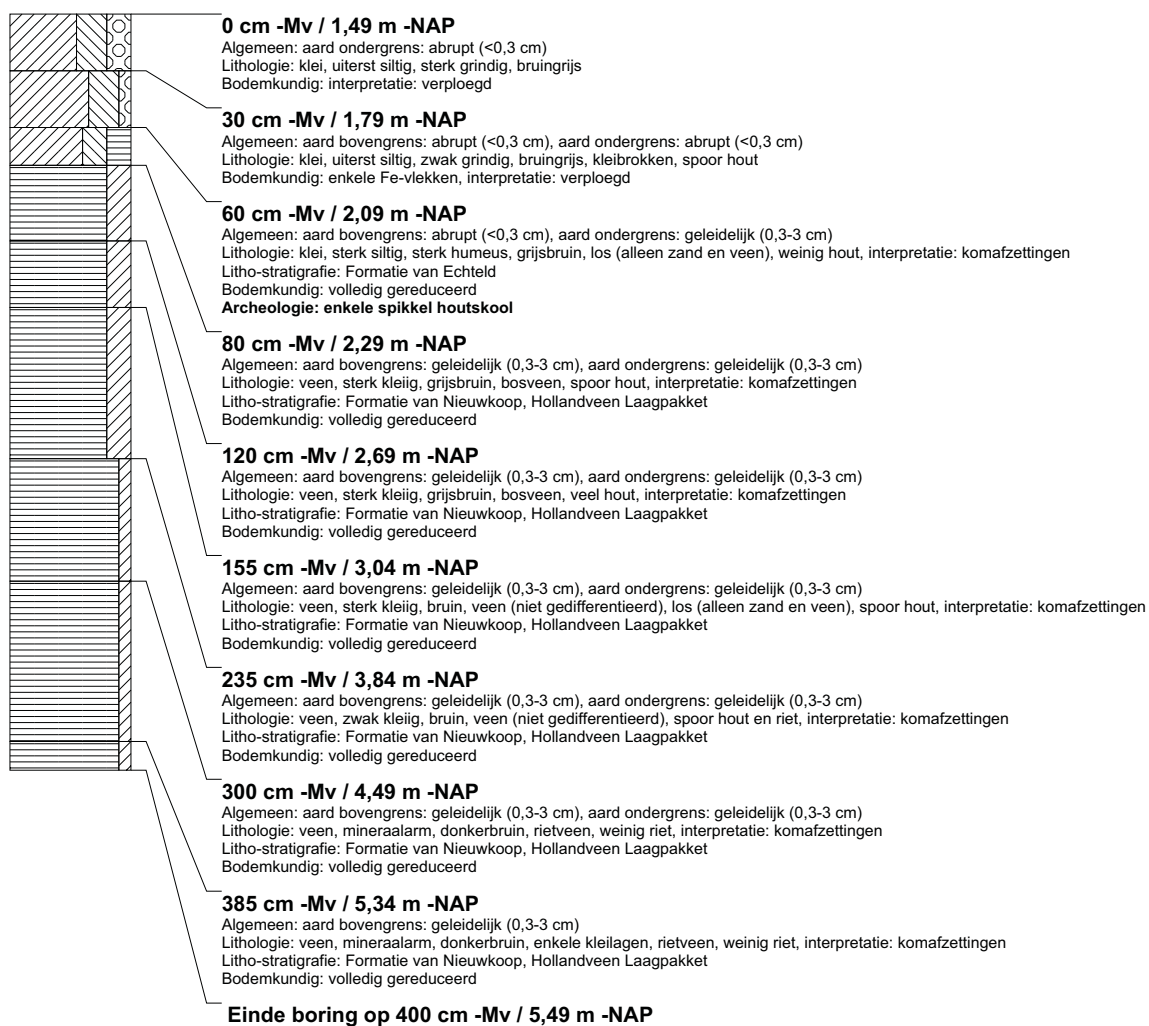 0 cm -Mv / 1,49 m -NAP
Algemeen: aard ondergrens: abrupt (<0,3 cm)
Lithologie: klei, uiterst siltig, sterk grindig, bruingrijs
Bodemkundig: interpretatie: verploegd
30 cm -Mv / 1,79 m -NAP
Algemeen: aard bovengrens: abrupt (<0,3 cm), aard ondergrens: abrupt (<0,3 cm)
Lithologie: klei, uiterst siltig, zwak grindig, bruingrijs, kleibrokken, spoor hout
Bodemkundig: enkele Fe-vlekken, interpretatie: verploegd
60 cm -Mv / 2,09 m -NAP
Algemeen: aard bovengrens: abrupt (<0,3 cm), aard ondergrens: geleidelijk (0,3-3 cm)
Lithologie: klei, sterk siltig, sterk humeus, grijsbruin, los (alleen zand en veen), weinig hout, interpretatie: komafzettingen
Litho-stratigrafie: Formatie van Echteld
Bodemkundig: volledig gereduceerd
Archeologie: enkele spikkel houtskool
80 cm -Mv / 2,29 m -NAP
Algemeen: aard bovengrens: geleidelijk (0,3-3 cm), aard ondergrens: geleidelijk (0,3-3 cm)
Lithologie: veen, sterk kleiig, grijsbruin, bosveen, spoor hout, interpretatie: komafzettingen
Litho-stratigrafie: Formatie van Nieuwkoop, Hollandveen Laagpakket
Bodemkundig: volledig gereduceerd
120 cm -Mv / 2,69 m -NAP
Algemeen: aard bovengrens: geleidelijk (0,3-3 cm), aard ondergrens: geleidelijk (0,3-3 cm)
Lithologie: veen, sterk kleiig, grijsbruin, bosveen, veel hout, interpretatie: komafzettingen
Litho-stratigrafie: Formatie van Nieuwkoop, Hollandveen Laagpakket
Bodemkundig: volledig gereduceerd
155 cm -Mv / 3,04 m -NAP
Algemeen: aard bovengrens: geleidelijk (0,3-3 cm), aard ondergrens: geleidelijk (0,3-3 cm)
Lithologie: veen, sterk kleiig, bruin, veen (niet gedifferentieerd), los (alleen zand en veen), spoor hout, interpretatie: komafzettingen
Litho-stratigrafie: Formatie van Nieuwkoop, Hollandveen Laagpakket
Bodemkundig: volledig gereduceerd
235 cm -Mv / 3,84 m -NAP
Algemeen: aard bovengrens: geleidelijk (0,3-3 cm), aard ondergrens: geleidelijk (0,3-3 cm)
Lithologie: veen, zwak kleiig, bruin, veen (niet gedifferentieerd), spoor hout en riet, interpretatie: komafzettingen
Litho-stratigrafie: Formatie van Nieuwkoop, Hollandveen Laagpakket
Bodemkundig: volledig gereduceerd
300 cm -Mv / 4,49 m -NAP
Algemeen: aard bovengrens: geleidelijk (0,3-3 cm), aard ondergrens: geleidelijk (0,3-3 cm)
Lithologie: veen, mineraalarm, donkerbruin, rietveen, weinig riet, interpretatie: komafzettingen
Litho-stratigrafie: Formatie van Nieuwkoop, Hollandveen Laagpakket
Bodemkundig: volledig gereduceerd
385 cm -Mv / 5,34 m -NAP
Algemeen: aard bovengrens: geleidelijk (0,3-3 cm)
Lithologie: veen, mineraalarm, donkerbruin, enkele kleilagen, rietveen, weinig riet, interpretatie: komafzettingen
Litho-stratigrafie: Formatie van Nieuwkoop, Hollandveen Laagpakket
Bodemkundig: volledig gereduceerd
Einde boring op 400 cm -Mv / 5,49 m -NAP